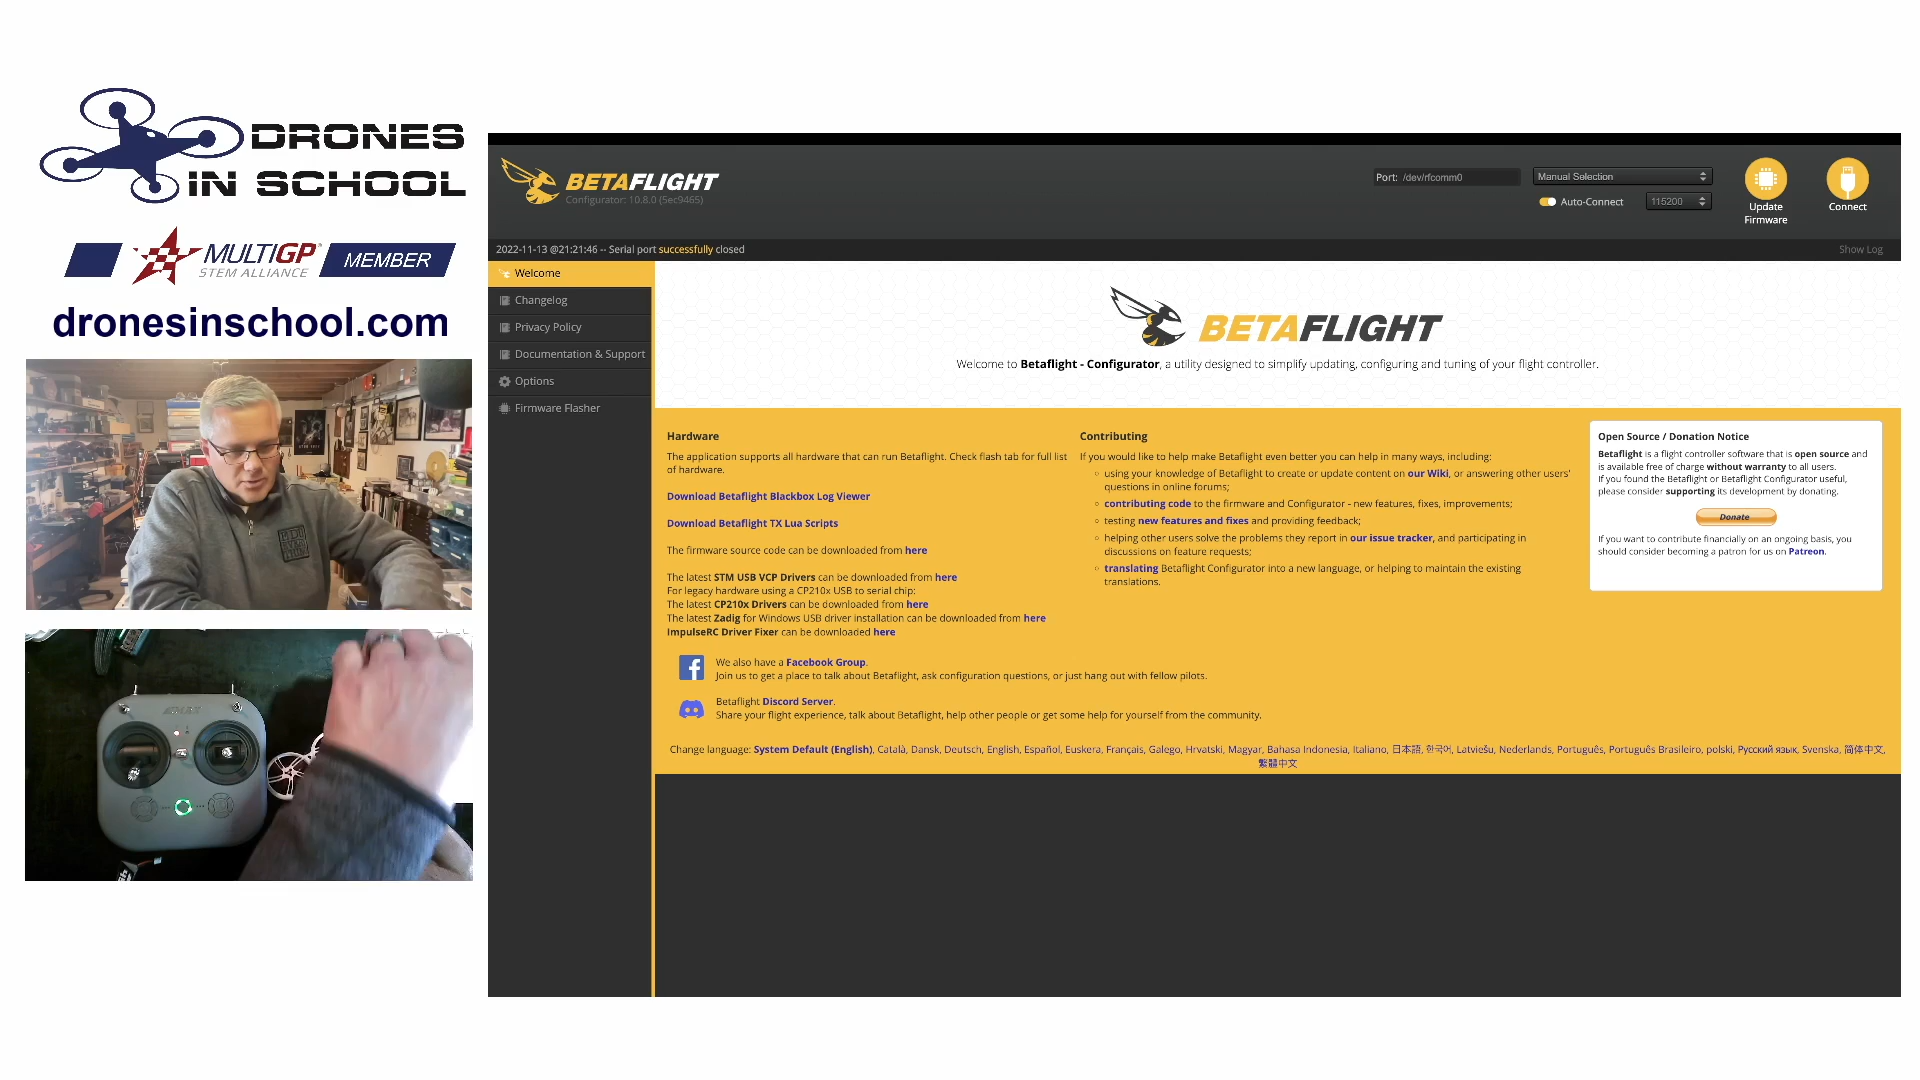 DRONES
IN SCHOOL
MULTIGP
STEM ALLIANCE
MEMBER
dronesinschool.com
BETAFLIGHT
Configurator: 10.8.0 (5ec9465)
Port: /dev/rfcomm0
Manual Selection
Auto-Connect
115200
Update
Firmware
Connect
2022-11-13 @21:21:46 -- Serial port successfully closed
Show Log
Welcome
Changelog
Privacy Policy
Documentation & Support
Options
Firmware Flasher
BETAFLIGHT
Welcome to Betaflight - Configurator, a utility designed to simplify updating, configuring and tuning of your flight controller.
Hardware
The application supports all hardware that can run Betaflight. Check flash tab for full list
of hardware.
Download Betaflight Blackbox Log Viewer
Download Betaflight TX Lua Scripts
The firmware source code can be downloaded from here
The latest STM USB VCP Drivers can be downloaded from here
For legacy hardware using a CP210x USB to serial chip:
The latest CP210x Drivers can be downloaded from here
The latest Zadig for Windows USB driver installation can be downloaded from here
ImpulseRC Driver Fixer can be downloaded here
Contributing
If you would like to help make Betaflight even better you can help in many ways, including:
using your knowledge of Betaflight to create or update content on our Wiki, or answering other users'
questions in online forums;
contributing code to the firmware and Configurator - new features, fixes, improvements;
testing new features and fixes and providing feedback;
helping other users solve the problems they report in our issue tracker, and participating in
discussions on feature requests;
translating Betaflight Configurator into a new language, or helping to maintain the existing
translations.
Open Source / Donation Notice
Betaflight is a flight controller software that is open source and
is available free of charge without warranty to all users.
If you found the Betaflight or Betaflight Configurator useful,
please consider supporting its development by donating.
Donate
If you want to contribute financially on an ongoing basis, you
should consider becoming a patron for us on Patreon.
We also have a Facebook Group.
Join us to get a place to talk about Betaflight, ask configuration questions, or just hang out with fellow pilots.
Betaflight Discord Server.
Share your flight experience, talk about Betaflight, help other people or get some help for yourself from the community.
Change language: System Default (English), Català, Dansk, Deutsch, English, Español, Euskera, Français, Galego, Hrvatski, Magyar, Bahasa Indonesia, Italiano, 日本語, 한국어, Latviešu, Nederlands, Português, Português Brasileiro, polski, Русский язык, Svenska, 简体中文,
繁體中文